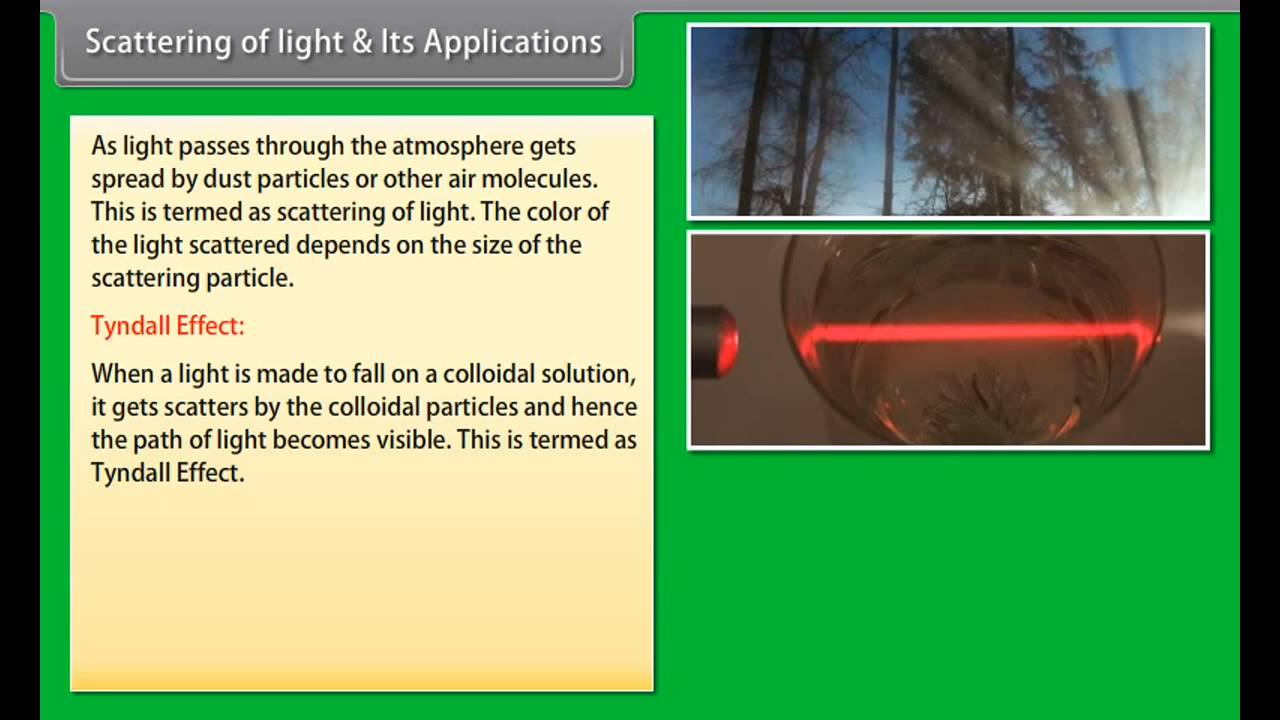 Scattering of light & Its Applications
As light passes through the atmosphere gets
spread by dust particles or other air molecules.
This is termed as scattering of light. The color of
the light scattered depends on the size of the
scattering particle.
Tyndall Effect:
When a light is made to fall on a colloidal solution,
it gets scatters by the colloidal particles and hence
the path of light becomes visible. This is termed as
Tyndall Effect.